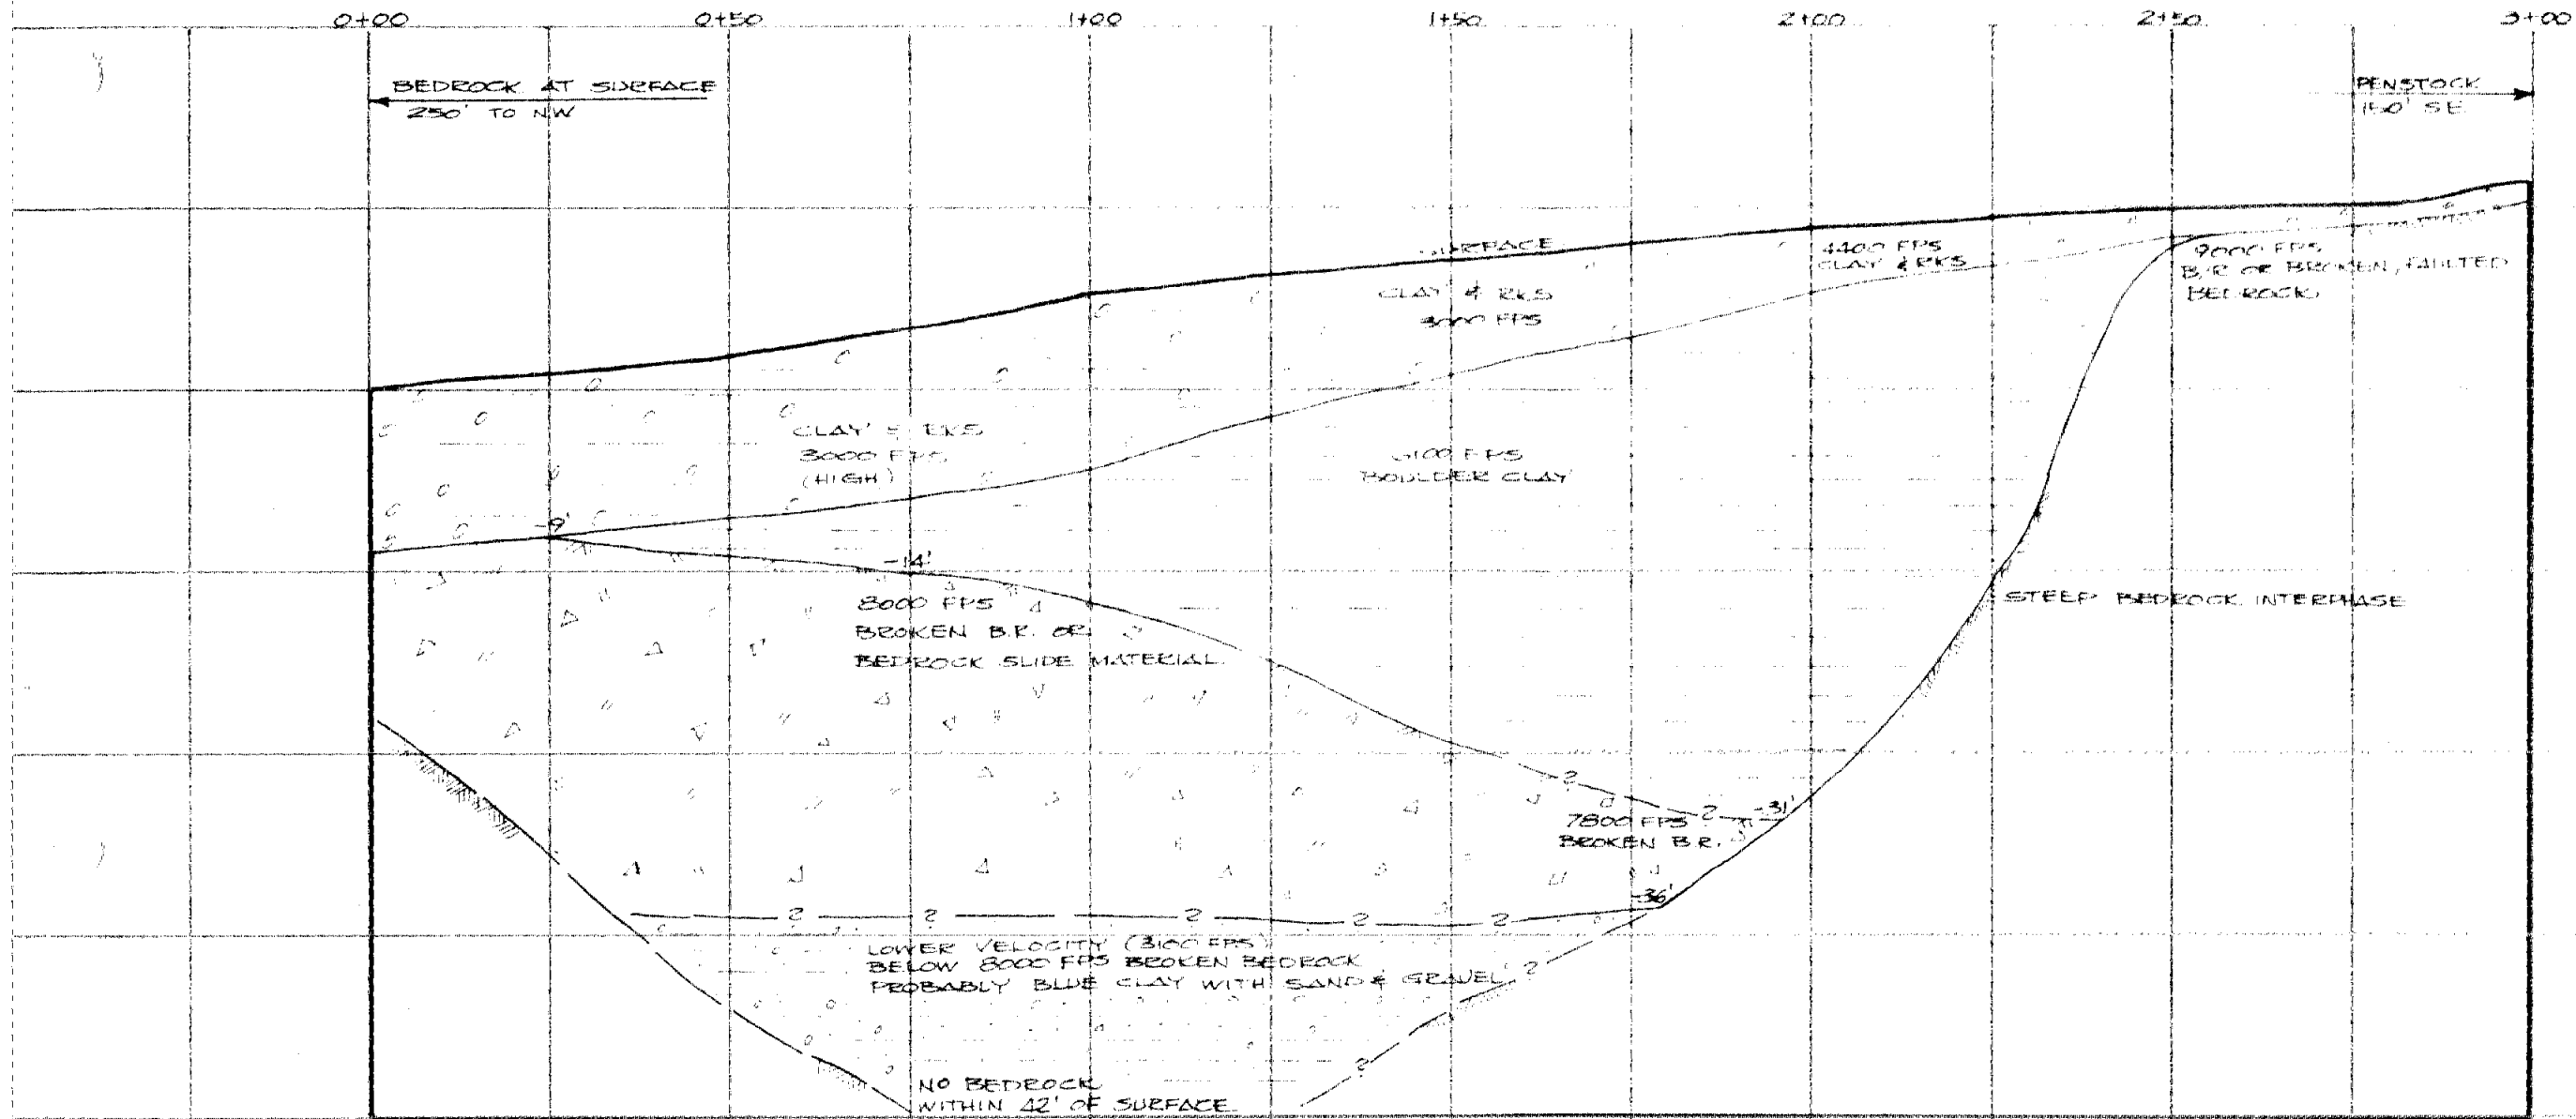 0+00 0+50 1+00 1+50 2+00 2+50 3+00
BEDROCK AT SURFACE
250' TO NW
PENSTOCK
150' SE
SURFACE
4400 FPS
CLAY & RKS
9000 FPS
B.R OR BROKEN, FAULTED
BEDROCK
CLAY & RKS
3000 FPS
CLAY & RKS
3000 FPS
(HIGH)
FPS
BOULDER CLAY
-9'
-14'
8000 FPS
BROKEN B.R. OR
BEDROCK SLIDE MATERIAL
STEEP BEDROCK INTERPHASE
?
? -31'
7800 FPS
BROKEN B.R.
-36'
? ? ? ? ?
LOWER VELOCITY (3100 FPS)
BELOW 8000 FPS BROKEN BEDROCK
PROBABLY BLUE CLAY WITH SAND & GRAVEL
?
?
NO BEDROCK
WITHIN 42' OF SURFACE